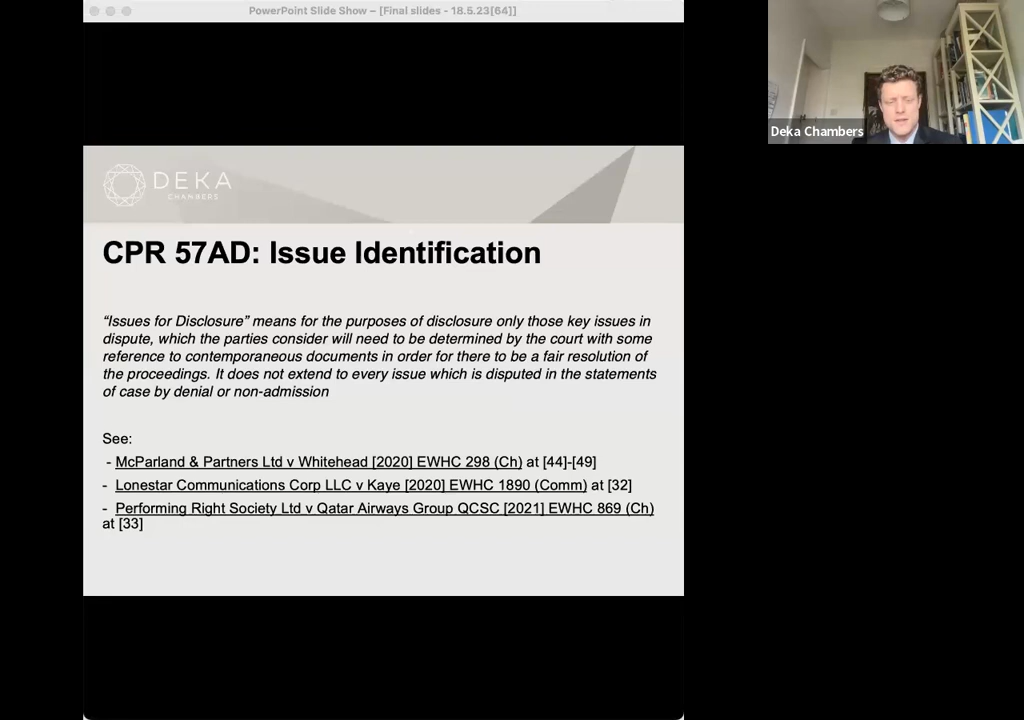 PowerPoint Slide Show – [Final slides - 18.5.23[64]]
Deka Chambers
DEKA
CHAMBERS
CPR 57AD: Issue Identification
“Issues for Disclosure” means for the purposes of disclosure only those key issues in
dispute, which the parties consider will need to be determined by the court with some
reference to contemporaneous documents in order for there to be a fair resolution of
the proceedings. It does not extend to every issue which is disputed in the statements
of case by denial or non-admission
See:
- McParland & Partners Ltd v Whitehead [2020] EWHC 298 (Ch) at [44]-[49]
- Lonestar Communications Corp LLC v Kaye [2020] EWHC 1890 (Comm) at [32]
- Performing Right Society Ltd v Qatar Airways Group QCSC [2021] EWHC 869 (Ch)
at [33]